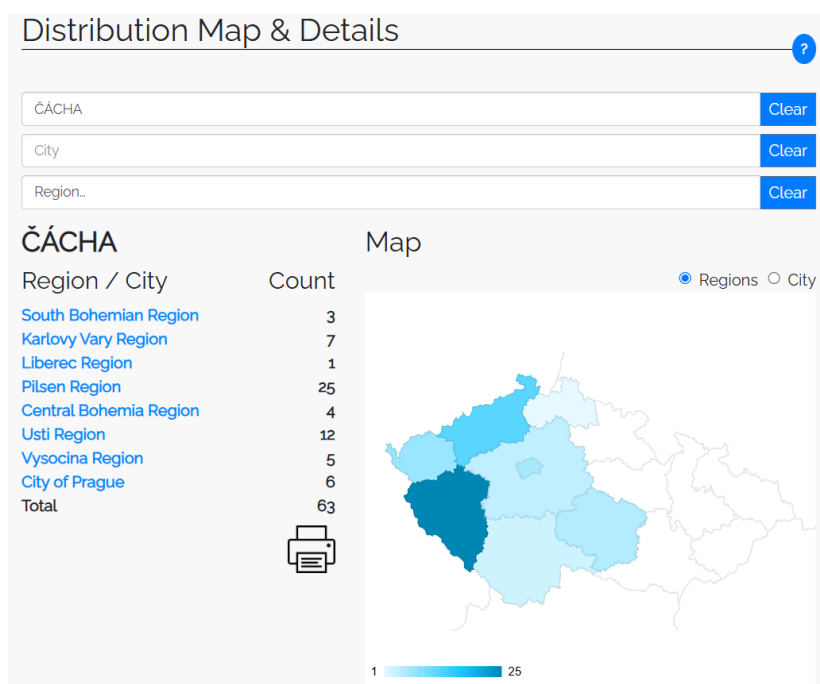 Distribution Map & Details
?
ČÁCHA Clear
City Clear
Region... Clear
ČÁCHA
Region / City Count
South Bohemian Region 3
Karlovy Vary Region 7
Liberec Region 1
Pilsen Region 25
Central Bohemia Region 4
Usti Region 12
Vysocina Region 5
City of Prague 6
Total 63
Map
Regions City
1 25